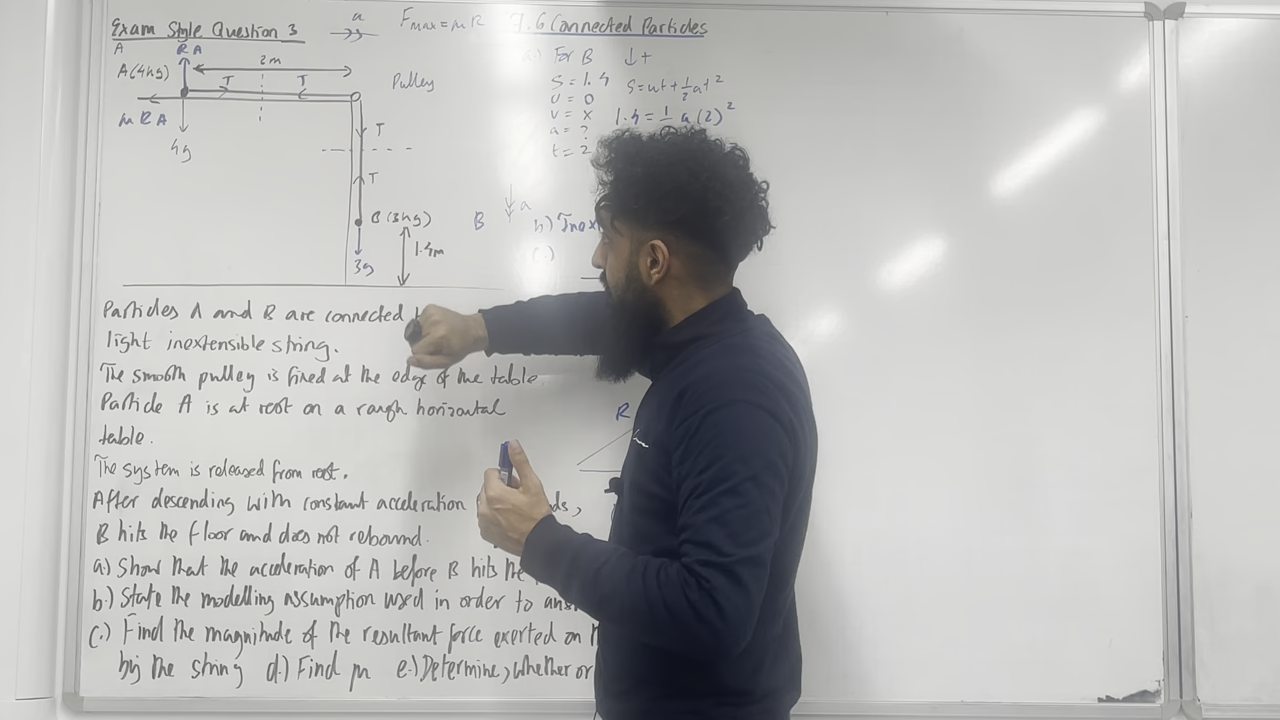 Exam Style Question 3
a
Fmax = μR
7.6 Connected Particles
A
RA
A(4kg)
2m
T
T
Pulley
μRA
4g
T
T
B (3kg)
1.4m
3g
B
a
a.) For B ↓+
S = 1.4
U = 0
V = x
a = ?
t = 2
S = ut + ½at²
1.4 = ½ a (2)²
b.)
c.)
R
Particles A and B are connected
light inextensible string.
The smooth pulley is fixed at the edge of the table.
Particle A is at rest on a rough horizontal
table.
The system is released from rest.
After descending with constant acceleration
B hits the floor and does not rebound.
a.) Show that the acceleration of A before B hits the
b.) State the modelling assumption used in order to
c.) Find the magnitude of the resultant force exerted on
by the string d.) Find μ e.) Determine, whether or